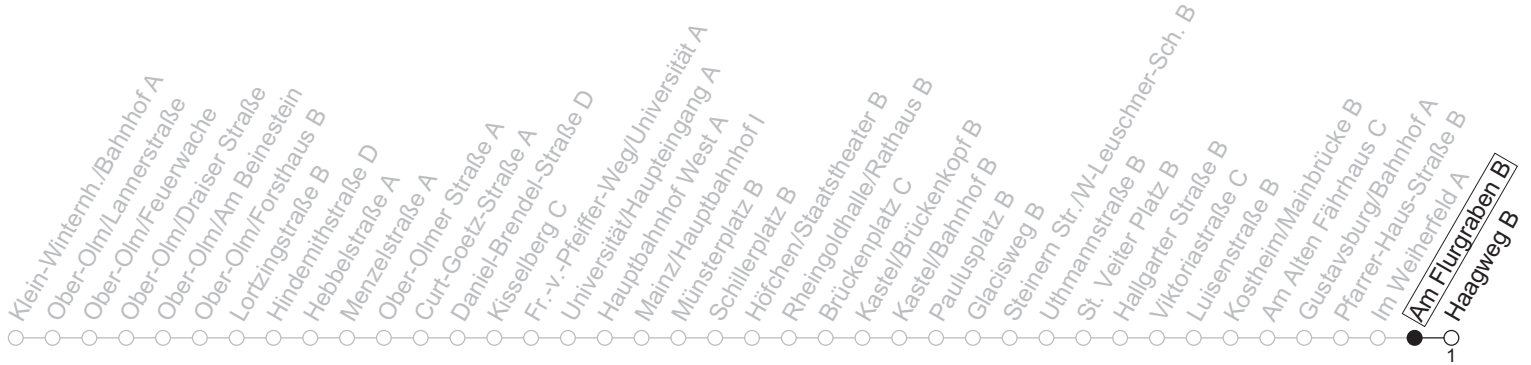 Klein-Winternh./Bahnhof A
Ober-Olm/Lannerstraße
Ober-Olm/Feuerwache
Ober-Olm/Draiser Straße
Ober-Olm/Am Beinestein
Ober-Olm/Forsthaus B
Lortzingstraße B
Hindemithstraße D
Hebbelstraße A
Menzelstraße A
Ober-Olmer Straße A
Curt-Goetz-Straße A
Daniel-Brendel-Straße D
Kisselberg C
Fr.-v.-Pfeiffer-Weg/Universität A
Universität/Haupteingang A
Hauptbahnhof West A
Mainz/Hauptbahnhof I
Münsterplatz B
Schillerplatz B
Höfchen/Staatstheater B
Rheingoldhalle/Rathaus B
Brückenplatz C
Kastel/Brückenkopf B
Kastel/Bahnhof B
Paulusplatz B
Glacisweg B
Steinern Str./W-Leuschner-Sch. B
Uthmannstraße B
St. Veiter Platz B
Hallgarter Straße B
Viktoriastraße C
Luisenstraße B
Kostheim/Mainbrücke B
Am Alten Fährhaus C
Gustavsburg/Bahnhof A
Pfarrer-Haus-Straße B
Im Weiherfeld A
Am Flurgraben B
Haagweg B
1